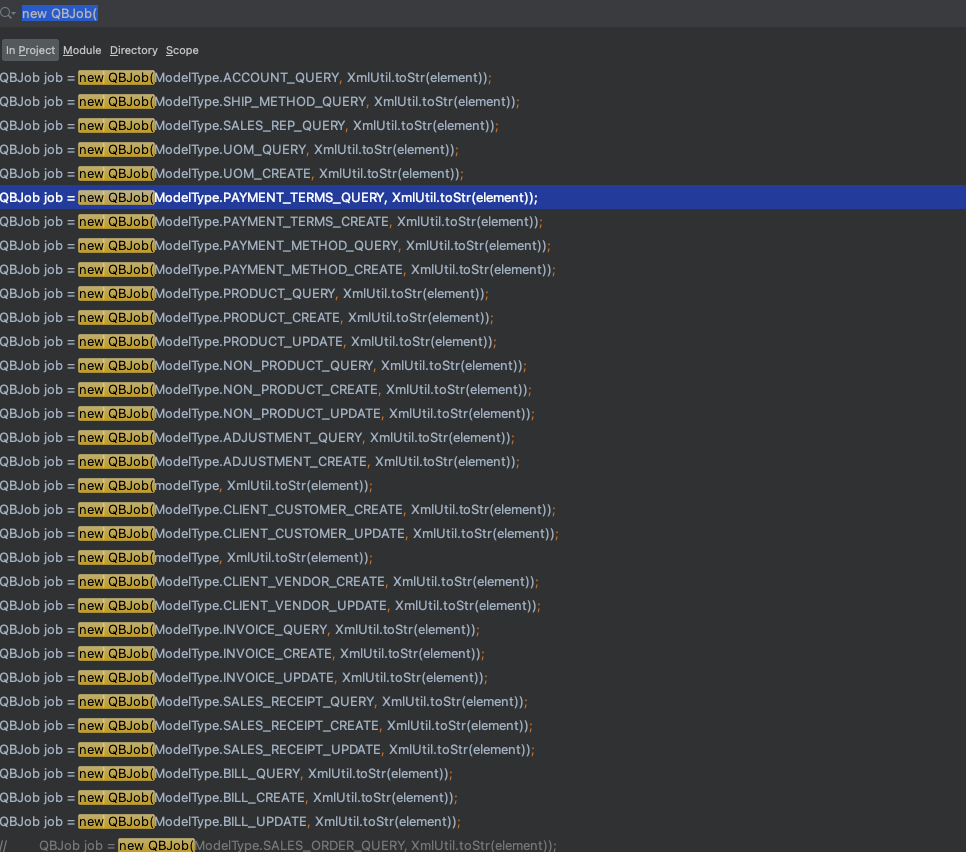 new QBJob(
In Project Module Directory Scope
QBJob job = new QBJob(ModelType.ACCOUNT_QUERY, XmlUtil.toStr(element));
QBJob job = new QBJob(ModelType.SHIP_METHOD_QUERY, XmlUtil.toStr(element));
QBJob job = new QBJob(ModelType.SALES_REP_QUERY, XmlUtil.toStr(element));
QBJob job = new QBJob(ModelType.UOM_QUERY, XmlUtil.toStr(element));
QBJob job = new QBJob(ModelType.UOM_CREATE, XmlUtil.toStr(element));
QBJob job = new QBJob(ModelType.PAYMENT_TERMS_QUERY, XmlUtil.toStr(element));
QBJob job = new QBJob(ModelType.PAYMENT_TERMS_CREATE, XmlUtil.toStr(element));
QBJob job = new QBJob(ModelType.PAYMENT_METHOD_QUERY, XmlUtil.toStr(element));
QBJob job = new QBJob(ModelType.PAYMENT_METHOD_CREATE, XmlUtil.toStr(element));
QBJob job = new QBJob(ModelType.PRODUCT_QUERY, XmlUtil.toStr(element));
QBJob job = new QBJob(ModelType.PRODUCT_CREATE, XmlUtil.toStr(element));
QBJob job = new QBJob(ModelType.PRODUCT_UPDATE, XmlUtil.toStr(element));
QBJob job = new QBJob(ModelType.NON_PRODUCT_QUERY, XmlUtil.toStr(element));
QBJob job = new QBJob(ModelType.NON_PRODUCT_CREATE, XmlUtil.toStr(element));
QBJob job = new QBJob(ModelType.NON_PRODUCT_UPDATE, XmlUtil.toStr(element));
QBJob job = new QBJob(ModelType.ADJUSTMENT_QUERY, XmlUtil.toStr(element));
QBJob job = new QBJob(ModelType.ADJUSTMENT_CREATE, XmlUtil.toStr(element));
QBJob job = new QBJob(modelType, XmlUtil.toStr(element));
QBJob job = new QBJob(ModelType.CLIENT_CUSTOMER_CREATE, XmlUtil.toStr(element));
QBJob job = new QBJob(ModelType.CLIENT_CUSTOMER_UPDATE, XmlUtil.toStr(element));
QBJob job = new QBJob(modelType, XmlUtil.toStr(element));
QBJob job = new QBJob(ModelType.CLIENT_VENDOR_CREATE, XmlUtil.toStr(element));
QBJob job = new QBJob(ModelType.CLIENT_VENDOR_UPDATE, XmlUtil.toStr(element));
QBJob job = new QBJob(ModelType.INVOICE_QUERY, XmlUtil.toStr(element));
QBJob job = new QBJob(ModelType.INVOICE_CREATE, XmlUtil.toStr(element));
QBJob job = new QBJob(ModelType.INVOICE_UPDATE, XmlUtil.toStr(element));
QBJob job = new QBJob(ModelType.SALES_RECEIPT_QUERY, XmlUtil.toStr(element));
QBJob job = new QBJob(ModelType.SALES_RECEIPT_CREATE, XmlUtil.toStr(element));
QBJob job = new QBJob(ModelType.SALES_RECEIPT_UPDATE, XmlUtil.toStr(element));
QBJob job = new QBJob(ModelType.BILL_QUERY, XmlUtil.toStr(element));
QBJob job = new QBJob(ModelType.BILL_CREATE, XmlUtil.toStr(element));
QBJob job = new QBJob(ModelType.BILL_UPDATE, XmlUtil.toStr(element));
// QBJob job = new QBJob(ModelType.SALES_ORDER_QUERY, XmlUtil.toStr(element));